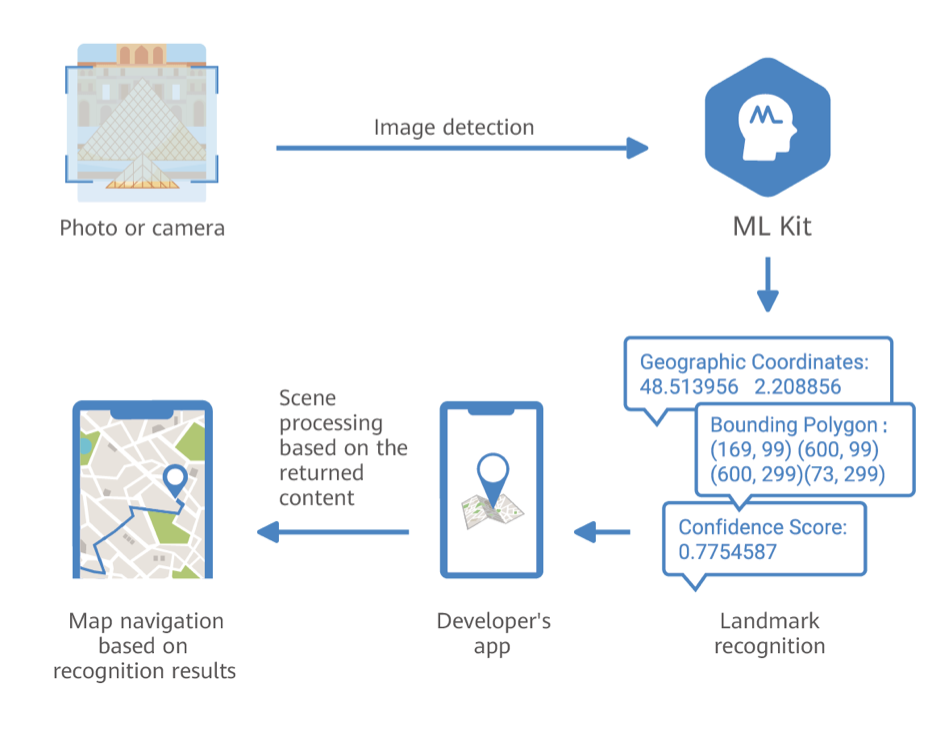 Image detection
Photo or camera
ML Kit
Geographic Coordinates:
48.513956 2.208856
Bounding Polygon :
(169, 99) (600, 99)
(600, 299)(73, 299)
Confidence Score:
0.7754587
Landmark
recognition
Developer's
app
Scene
processing
based on the
returned
content
Map navigation
based on
recognition results